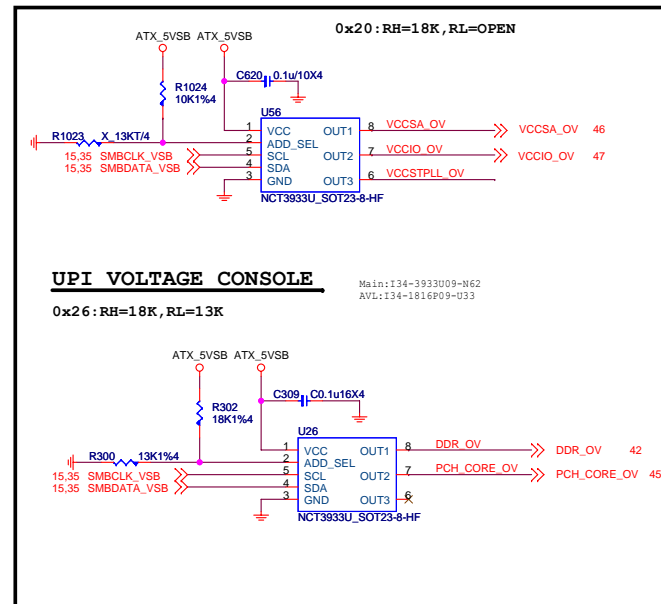 0x20:RH=18K,RL=OPEN
ATX_5VSB ATX_5VSB
C620 0.1u/10X4
R1024
10K1%4
U56
R1023 X_13KT/4
1 VCC OUT1 8 VCCSA_OV VCCSA_OV 46
2 ADD_SEL
15,35 SMBCLK_VSB 5 SCL OUT2 7 VCCIO_OV VCCIO_OV 47
15,35 SMBDATA_VSB 4 SDA
3 GND OUT3 6 VCCSTPLL_OV
NCT3933U_SOT23-8-HF
UPI VOLTAGE CONSOLE
Main:I34-3933U09-N62
AVL:I34-1816P09-U33
0x26:RH=18K,RL=13K
ATX_5VSB ATX_5VSB
C309 C0.1u16X4
R302
18K1%4
U26
R300 13K1%4
1 VCC OUT1 8 DDR_OV DDR_OV 42
2 ADD_SEL
15,35 SMBCLK_VSB 5 SCL OUT2 7 PCH_CORE_OV PCH_CORE_OV 45
15,35 SMBDATA_VSB 4 SDA
3 GND OUT3 6
NCT3933U_SOT23-8-HF